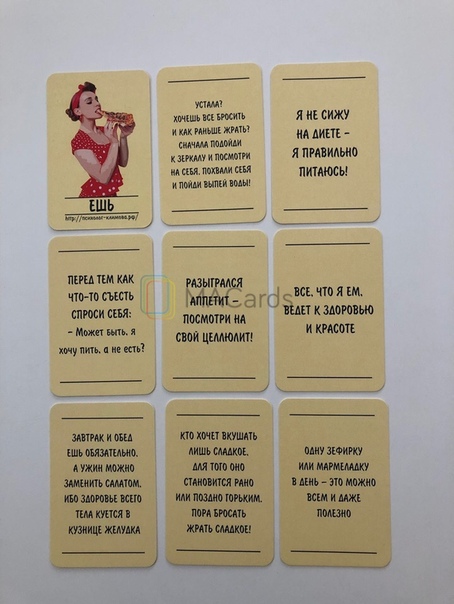 ЕШЬ
http://психолог-климова.рф/
УСТАЛА?
ХОЧЕШЬ ВСЕ БРОСИТЬ
И КАК РАНЬШЕ ЖРАТЬ?
СНАЧАЛА ПОДОЙДИ
К ЗЕРКАЛУ И ПОСМОТРИ
НА СЕБЯ. ПОХВАЛИ СЕБЯ
И ПОЙДИ ВЫПЕЙ ВОДЫ!
Я НЕ СИЖУ
НА ДИЕТЕ –
Я ПРАВИЛЬНО
ПИТАЮСЬ!
ПЕРЕД ТЕМ КАК
ЧТО-ТО СЪЕСТЬ
СПРОСИ СЕБЯ:
– Может быть, я
хочу пить, а не есть?
РАЗЫГРАЛСЯ
АППЕТИТ –
ПОСМОТРИ НА
СВОЙ ЦЕЛЛЮЛИТ!
MACards
ВСЕ, ЧТО Я ЕМ,
ВЕДЕТ К ЗДОРОВЬЮ
И КРАСОТЕ
ЗАВТРАК И ОБЕД
ЕШЬ ОБЯЗАТЕЛЬНО,
А УЖИН МОЖНО
ЗАМЕНИТЬ САЛАТОМ,
ИБО ЗДОРОВЬЕ ВСЕГО
ТЕЛА КУЕТСЯ В
КУЗНИЦЕ ЖЕЛУДКА
КТО ХОЧЕТ ВКУШАТЬ
ЛИШЬ СЛАДКОЕ,
ДЛЯ ТОГО ОНО
СТАНОВИТСЯ РАНО
ИЛИ ПОЗДНО ГОРЬКИМ.
ПОРА БРОСАТЬ
ЖРАТЬ СЛАДКОЕ!
ОДНУ ЗЕФИРКУ
ИЛИ МАРМЕЛАДКУ
В ДЕНЬ – ЭТО МОЖНО
ВСЕМ И ДАЖЕ
ПОЛЕЗНО